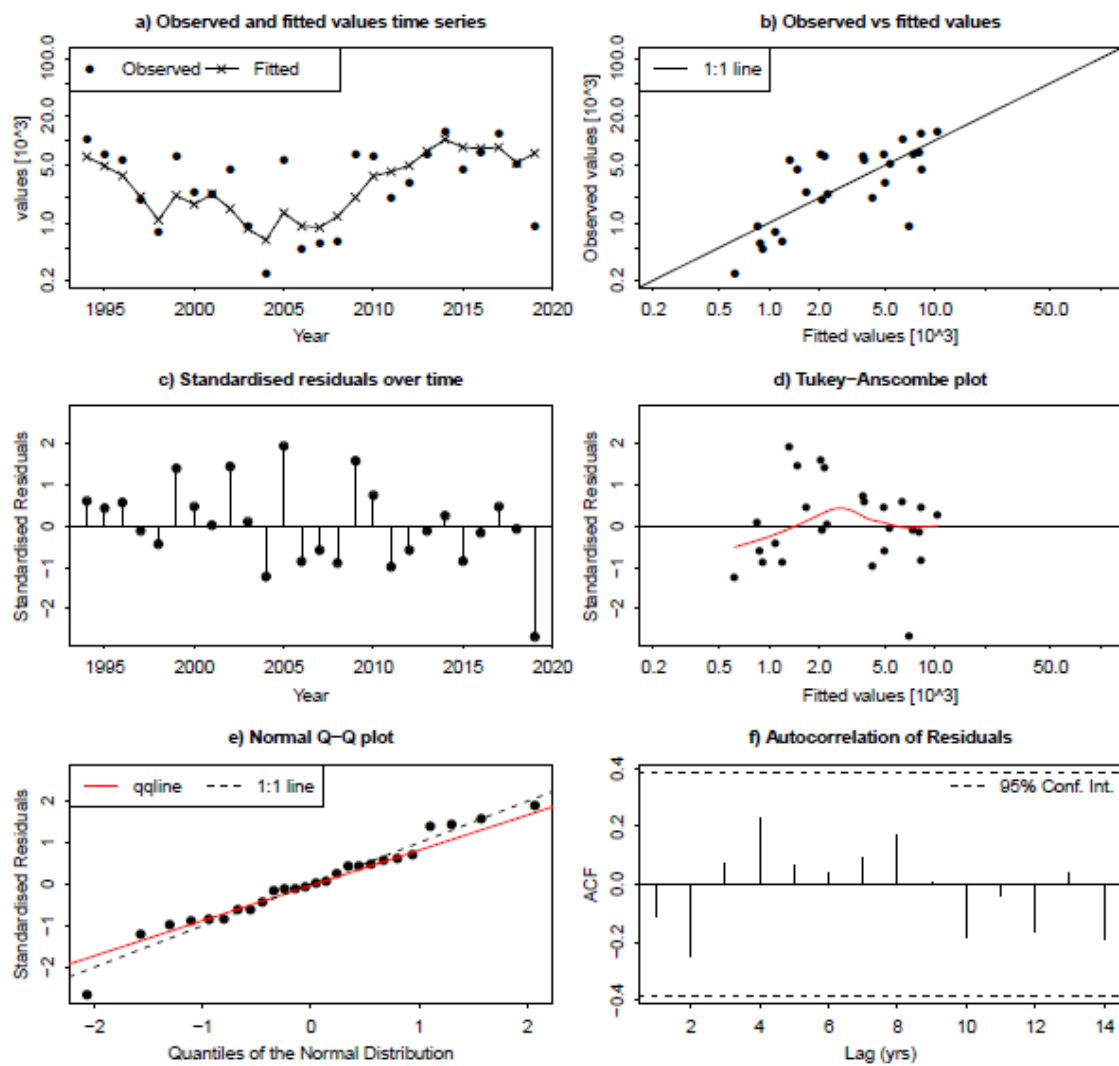 a) Observed and fitted values time series
Observed Fitted
values [10^3]
100.0
20.0
5.0
1.0
0.2
1995 2000 2005 2010 2015 2020
Year
b) Observed vs fitted values
1:1 line
Observed values [10^3]
100.0
20.0
5.0
1.0
0.2
0.2 0.5 1.0 2.0 5.0 10.0 50.0
Fitted values [10^3]
c) Standardised residuals over time
Standardised Residuals
2
1
0
−1
−2
1995 2000 2005 2010 2015 2020
Year
d) Tukey−Anscombe plot
Standardised Residuals
2
1
0
−1
−2
0.2 0.5 1.0 2.0 5.0 10.0 50.0
Fitted values [10^3]
e) Normal Q−Q plot
qqline 1:1 line
Standardised Residuals
2
1
0
−1
−2
−2 −1 0 1 2
Quantiles of the Normal Distribution
f) Autocorrelation of Residuals
95% Conf. Int.
ACF
0.4
0.2
0.0
−0.2
−0.4
2 4 6 8 10 12 14
Lag (yrs)